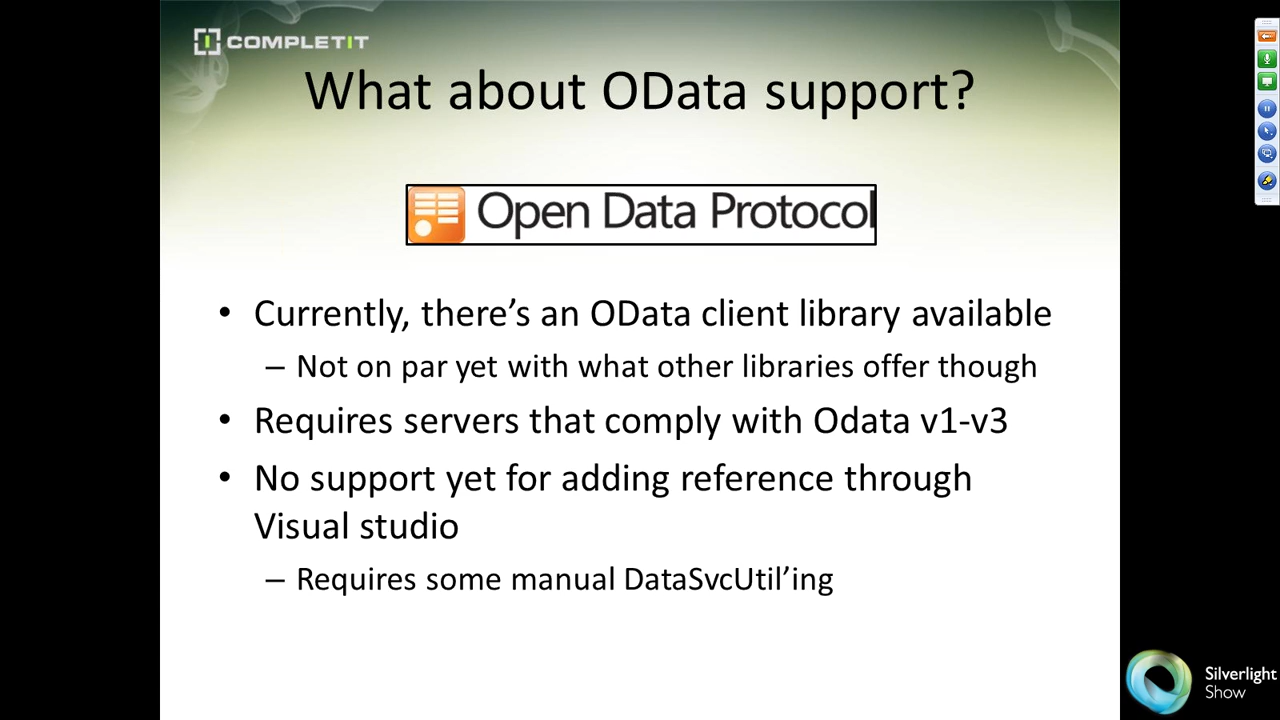 COMPLETIT
What about OData support?
Open Data Protocol
• Currently, there's an OData client library available
– Not on par yet with what other libraries offer though
• Requires servers that comply with Odata v1-v3
• No support yet for adding reference through
Visual studio
– Requires some manual DataSvcUtil'ing
Silverlight
Show